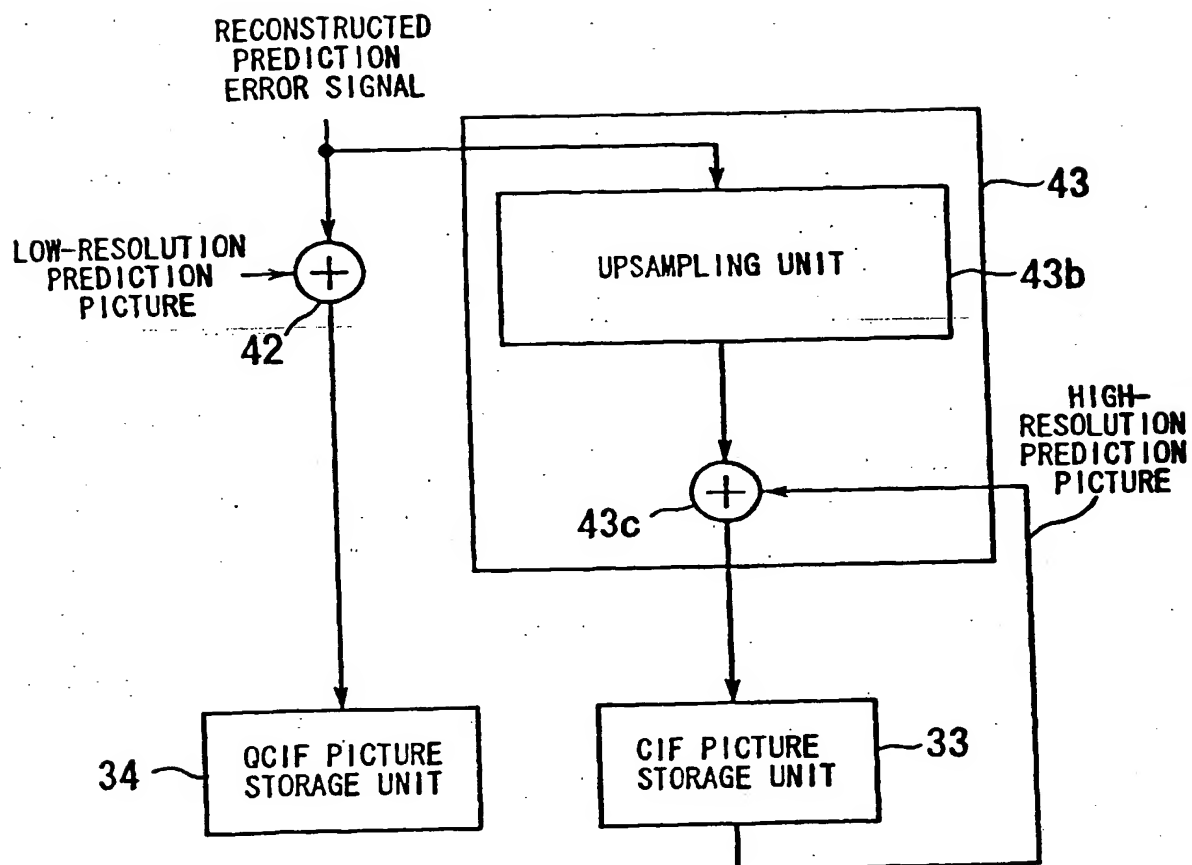 RECONSTRUCTED
PREDICTION
ERROR SIGNAL
43
LOW-RESOLUTION
PREDICTION
PICTURE
UPSAMPLING UNIT
43b
42
HIGH-
RESOLUTION
PREDICTION
PICTURE
43c
34
QCIF PICTURE
STORAGE UNIT
CIF PICTURE
STORAGE UNIT
33